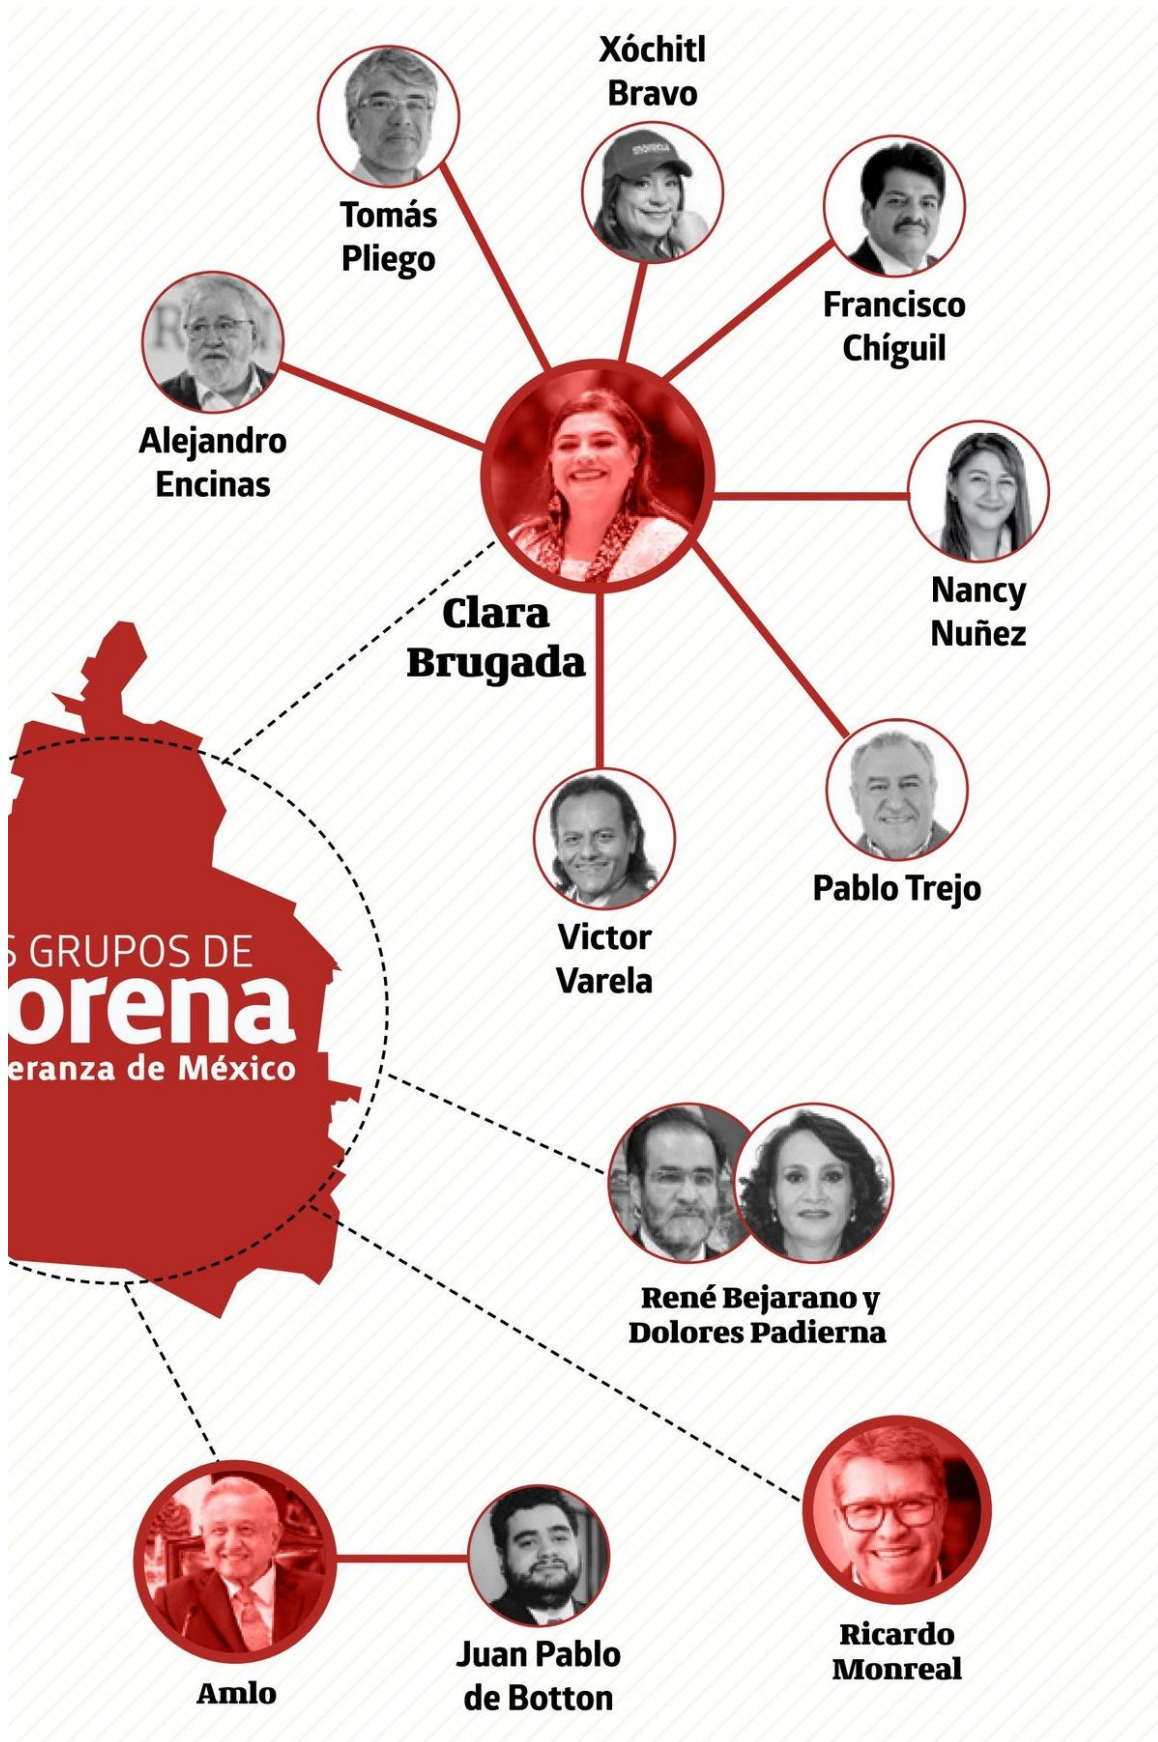 Xóchitl
Bravo
Tomás
Pliego
Francisco
Chíguil
Alejandro
Encinas
Nancy
Nuñez
Clara
Brugada
Pablo Trejo
Victor
Varela
S GRUPOS DE
orena
eranza de México
René Bejarano y
Dolores Padierna
Ricardo
Monreal
Juan Pablo
de Botton
Amlo